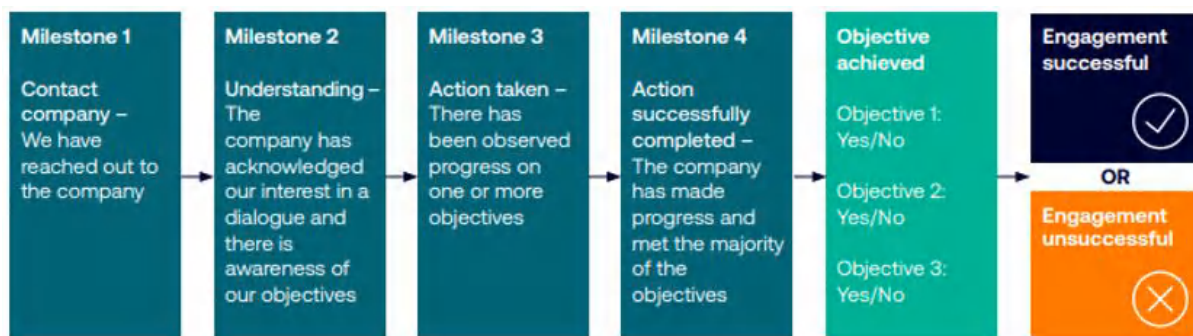 Milestone 1
Contact
company –
We have
reached out to
the company
Milestone 2
Understanding –
The
company has
acknowledged
our interest in a
dialogue and
there is
awareness of
our objectives
Milestone 3
Action taken –
There has
been observed
progress on
one or more
objectives
Milestone 4
Action
successfully
completed –
The company
has made
progress and
met the majority
of the
objectives
Objective
achieved
Objective 1:
Yes/No
Objective 2:
Yes/No
Objective 3:
Yes/No
Engagement
successful
OR
Engagement
unsuccessful